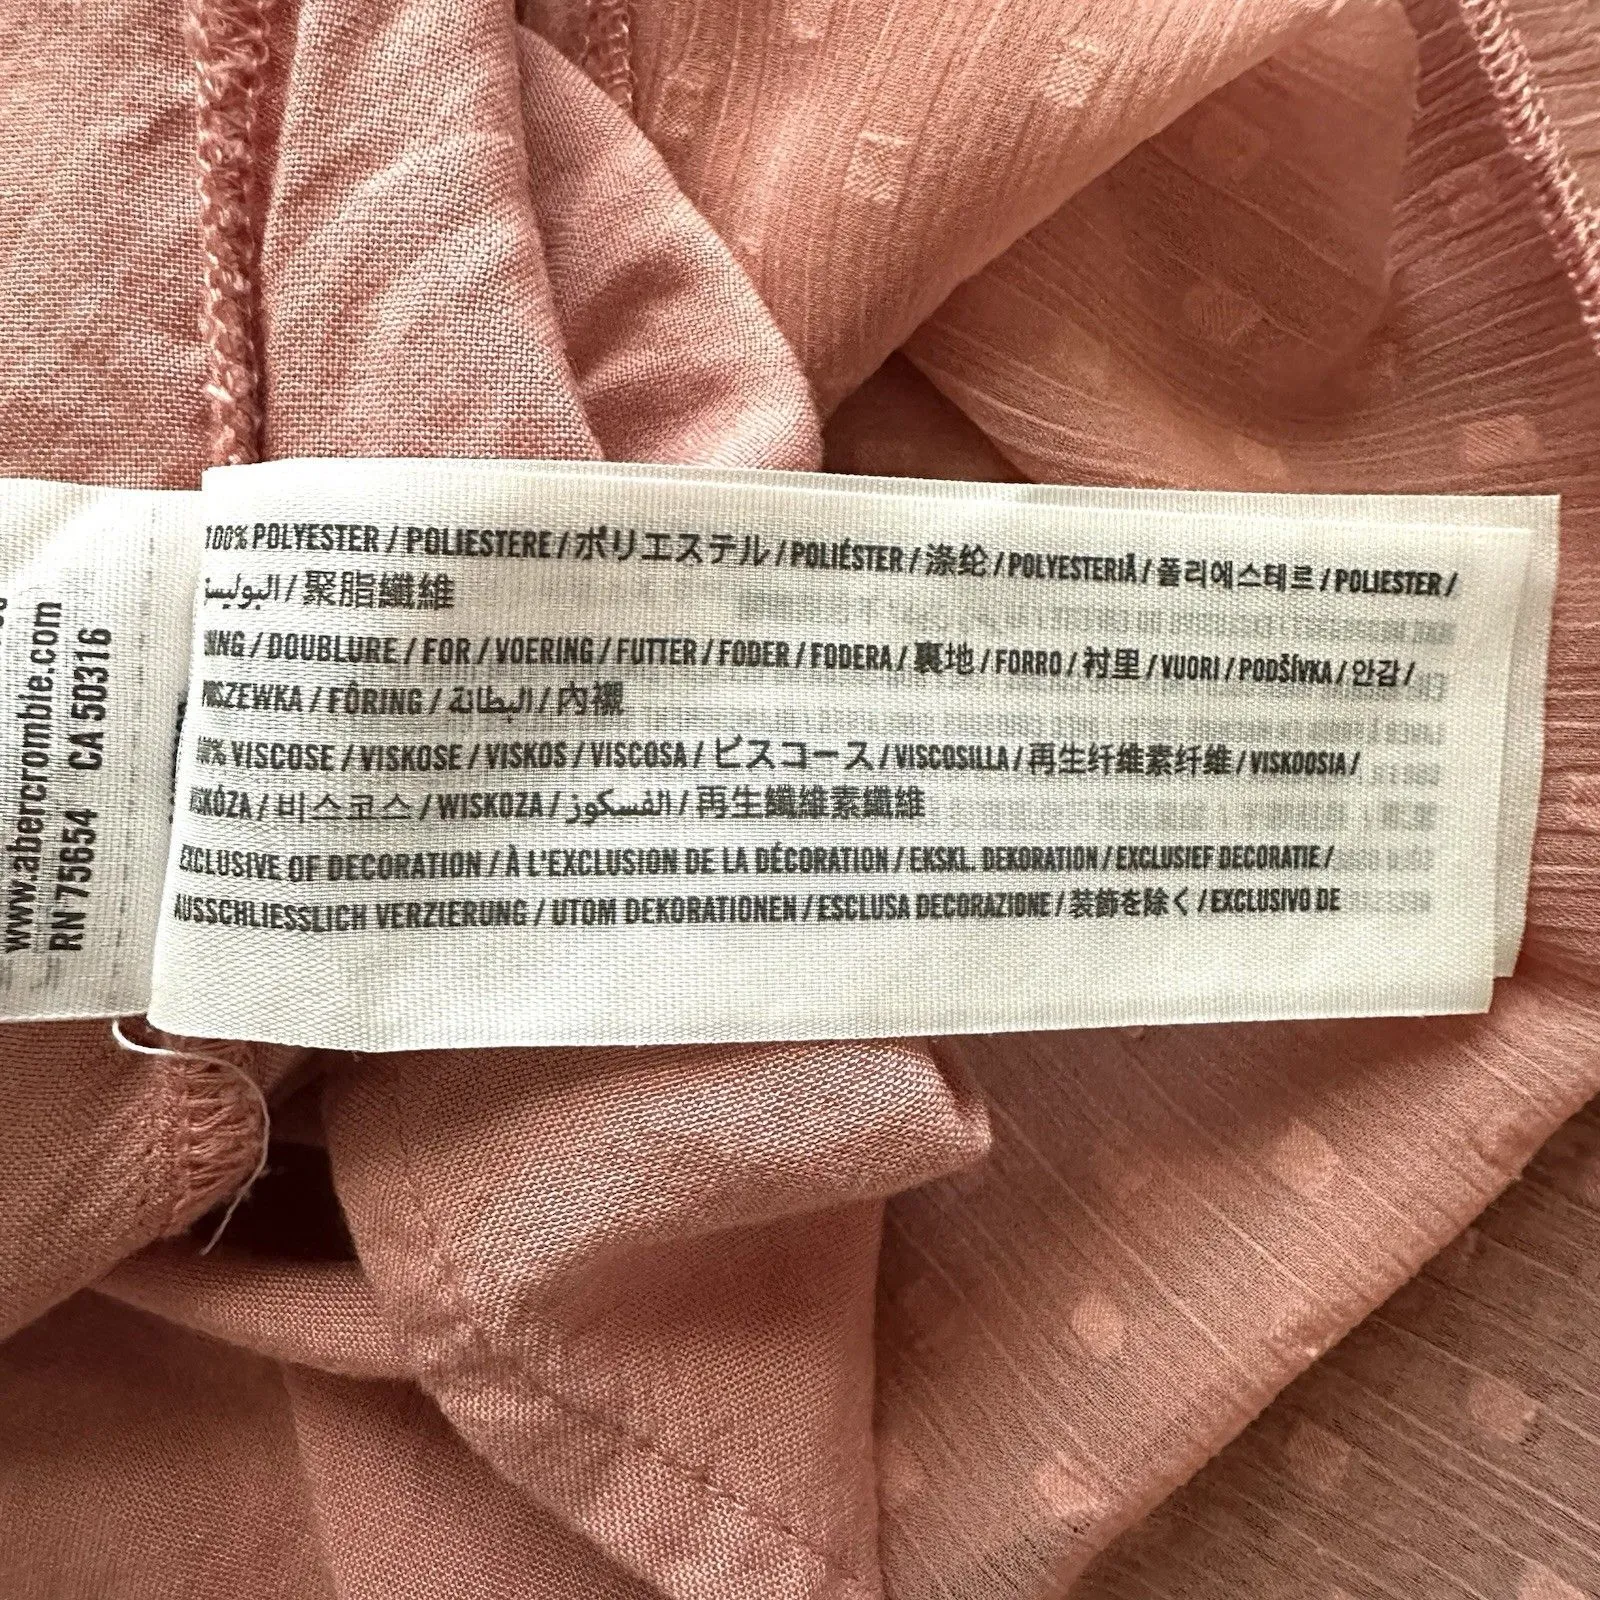 100% POLYESTER / POLIESTERE / ポリエステル / POLIÉSTER / 涤纶 / POLYESTERIÄ / 폴리에스테르 / POLIESTER /
البوليستر / 聚脂纖維
/ DOUBLURE / FOR / VOERING / FUTTER / FODER / FODERA / 裏地 / FORRO / 衬里 / VUORI / PODŠÍVKA / 안감 /
/ FÔRING / البطانة / 內襯
VISCOSE / VISKOSE / VISKOS / VISCOSA / ビスコース / VISCOSILLA / 再生纤维素纤维 / VISKOOSIA /
/ 비스코스 / WISKOZA / الفسكوز / 再生纖維素纖維
EXCLUSIVE OF DECORATION / À L'EXCLUSION DE LA DÉCORATION / EKSKL. DEKORATION / EXCLUSIEF DECORATIE /
AUSSCHLIESSLICH VERZIERUNG / UTOM DEKORATIONEN / ESCLUSA DECORAZIONE / 装飾を除く / EXCLUSIVO DE
www.abercrombie.com
RN 75654 CA 50316